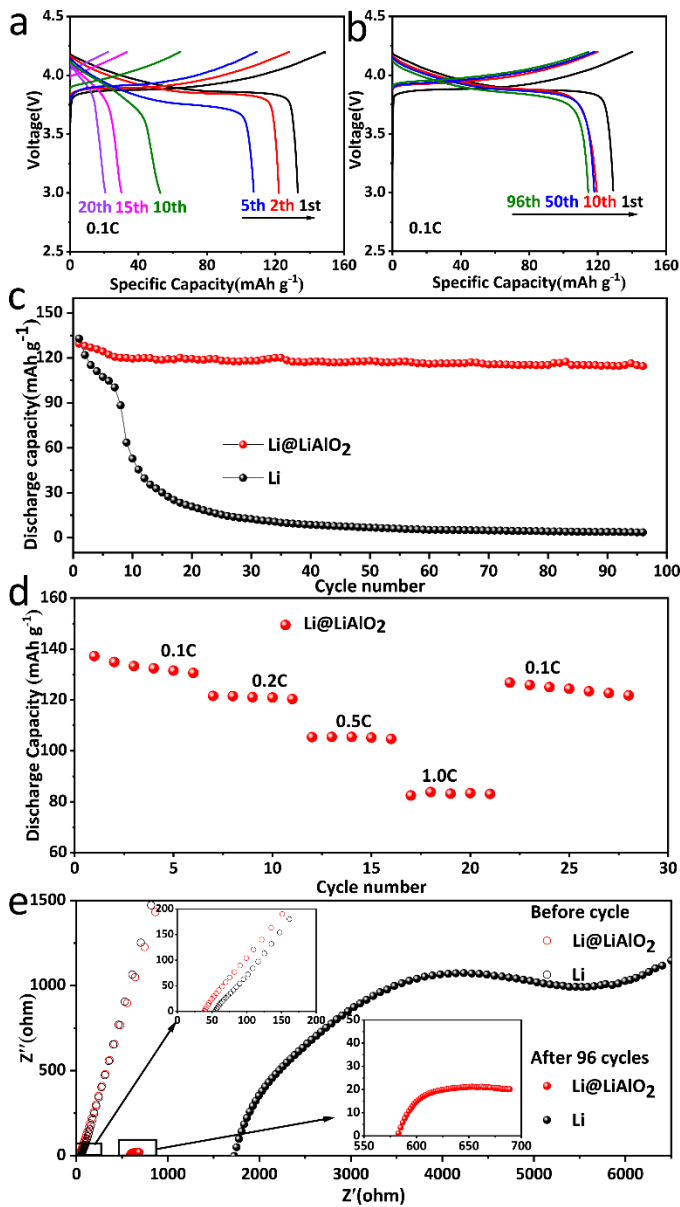 a
4.5
4.0
3.5
3.0
2.5
Voltage(V)
20th 15th 10th 5th 2th 1st
0.1C
0 40 80 120 160
Specific Capacity(mAh g⁻¹)
b
4.5
4.0
3.5
3.0
2.5
Voltage(V)
96th 50th 10th 1st
0.1C
0 40 80 120 160
Specific Capacity(mAh g⁻¹)
c
150
120
90
60
30
0
Discharge capacity(mAh g⁻¹)
Li@LiAlO₂
Li
0 10 20 30 40 50 60 70 80 90 100
Cycle number
d
160
140
120
100
80
60
Discharge Capacity (mAh g⁻¹)
Li@LiAlO₂
0.1C
0.2C
0.5C
1.0C
0.1C
0 5 10 15 20 25 30
Cycle number
e
1500
1000
500
0
Z''(ohm)
200
150
100
50
0
0 50 100 150 200
Before cycle
Li@LiAlO₂
Li
50
40
30
20
10
0
550 600 650 700
After 96 cycles
Li@LiAlO₂
Li
0 1000 2000 3000 4000 5000 6000
Z'(ohm)